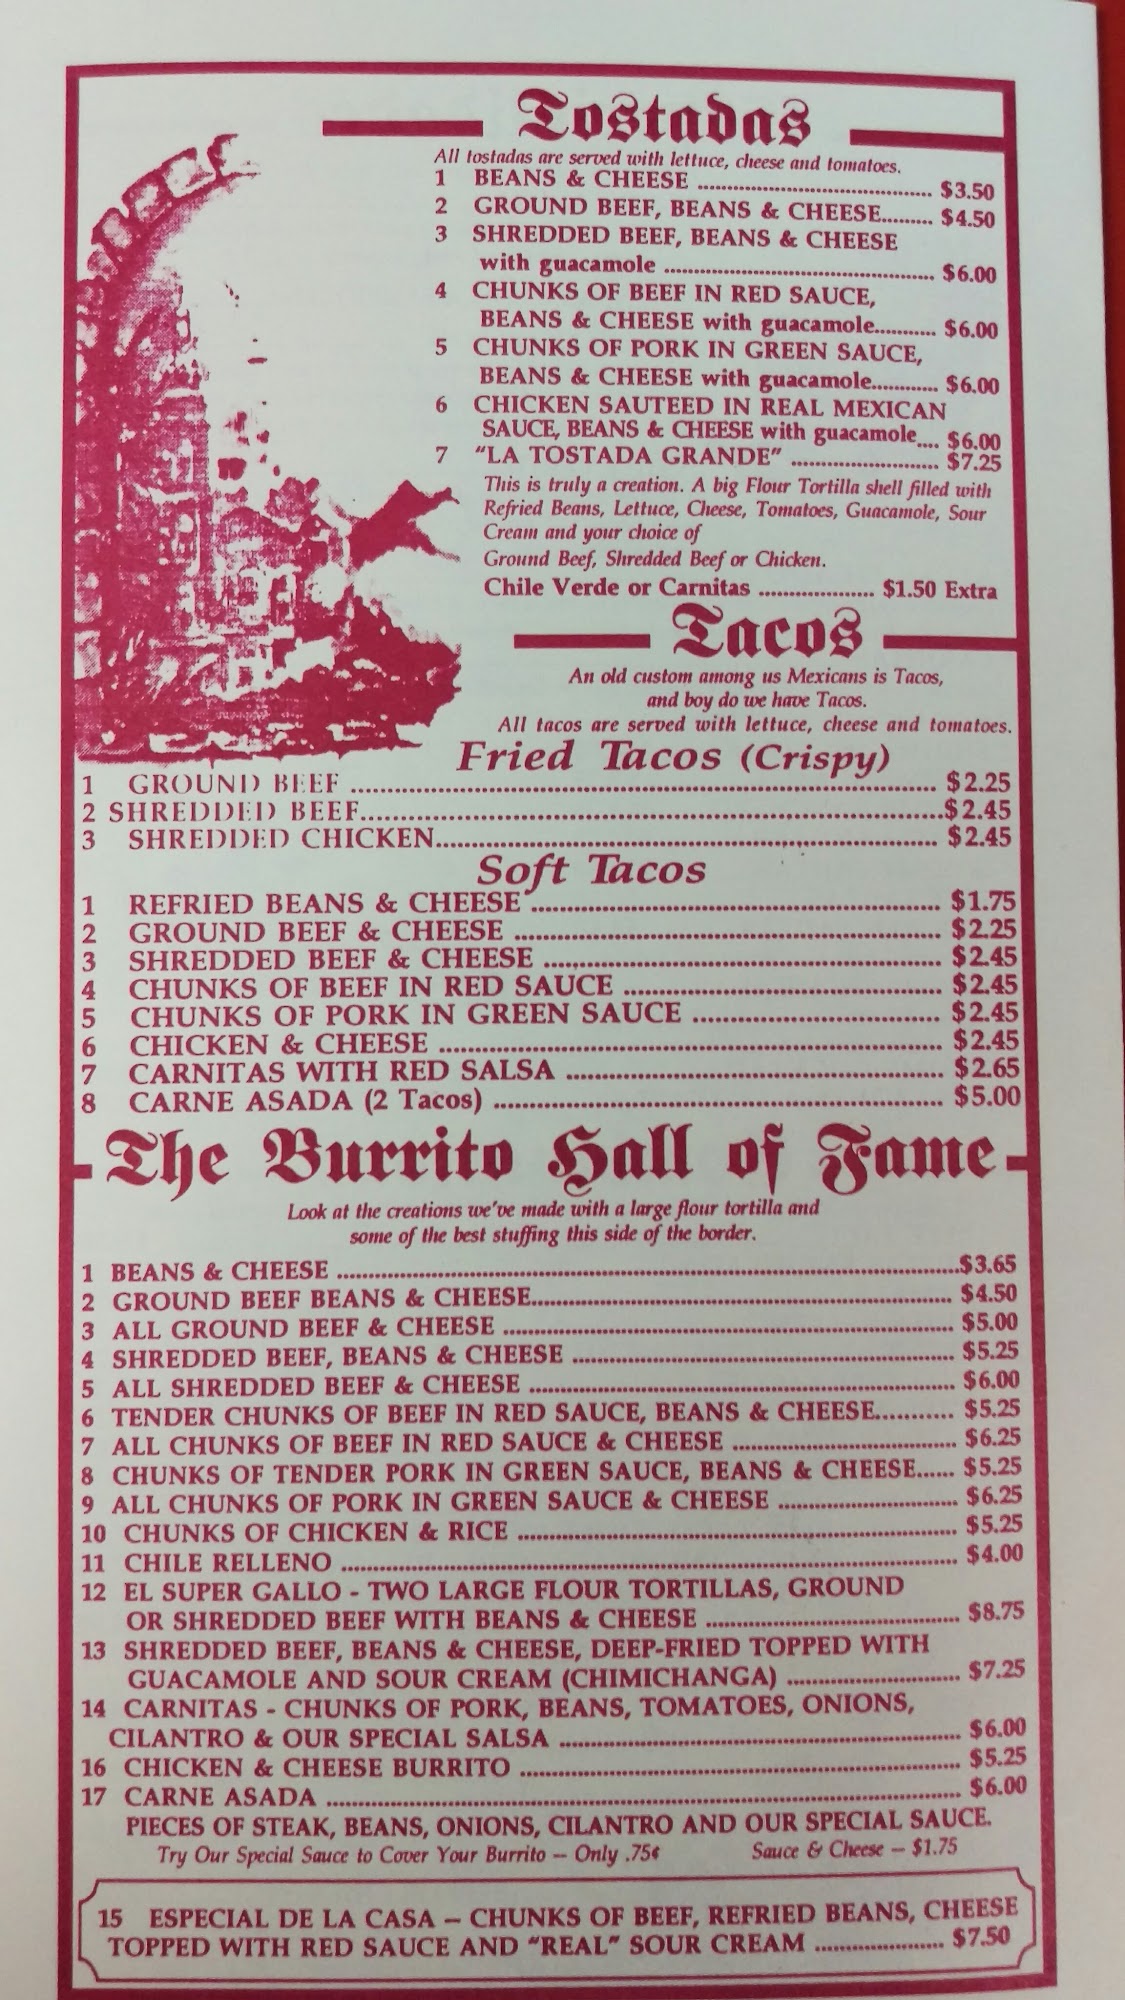 Tostadas
All tostadas are served with lettuce, cheese and tomatoes.
1 BEANS & CHEESE ........ $3.50
2 GROUND BEEF, BEANS & CHEESE........ $4.50
3 SHREDDED BEEF, BEANS & CHEESE
with guacamole ........ $6.00
4 CHUNKS OF BEEF IN RED SAUCE,
BEANS & CHEESE with guacamole........ $6.00
5 CHUNKS OF PORK IN GREEN SAUCE,
BEANS & CHEESE with guacamole........ $6.00
6 CHICKEN SAUTEED IN REAL MEXICAN
SAUCE, BEANS & CHEESE with guacamole.... $6.00
7 "LA TOSTADA GRANDE" ........ $7.25
This is truly a creation. A big Flour Tortilla shell filled with
Refried Beans, Lettuce, Cheese, Tomatoes, Guacamole, Sour
Cream and your choice of
Ground Beef, Shredded Beef or Chicken.
Chile Verde or Carnitas ........ $1.50 Extra
Tacos
An old custom among us Mexicans is Tacos,
and boy do we have Tacos.
All tacos are served with lettuce, cheese and tomatoes.
Fried Tacos (Crispy)
1 GROUND BEEF ........ $2.25
2 SHREDDED BEEF........ $2.45
3 SHREDDED CHICKEN........ $2.45
Soft Tacos
1 REFRIED BEANS & CHEESE ........ $1.75
2 GROUND BEEF & CHEESE ........ $2.25
3 SHREDDED BEEF & CHEESE ........ $2.45
4 CHUNKS OF BEEF IN RED SAUCE ........ $2.45
5 CHUNKS OF PORK IN GREEN SAUCE ........ $2.45
6 CHICKEN & CHEESE ........ $2.45
7 CARNITAS WITH RED SALSA ........ $2.65
8 CARNE ASADA (2 Tacos) ........ $5.00
The Burrito Hall of Fame
Look at the creations we've made with a large flour tortilla and
some of the best stuffing this side of the border.
1 BEANS & CHEESE ........ $3.65
2 GROUND BEEF BEANS & CHEESE........ $4.50
3 ALL GROUND BEEF & CHEESE ........ $5.00
4 SHREDDED BEEF, BEANS & CHEESE ........ $5.25
5 ALL SHREDDED BEEF & CHEESE ........ $6.00
6 TENDER CHUNKS OF BEEF IN RED SAUCE, BEANS & CHEESE........ $5.25
7 ALL CHUNKS OF BEEF IN RED SAUCE & CHEESE ........ $6.25
8 CHUNKS OF TENDER PORK IN GREEN SAUCE, BEANS & CHEESE...... $5.25
9 ALL CHUNKS OF PORK IN GREEN SAUCE & CHEESE ........ $6.25
10 CHUNKS OF CHICKEN & RICE ........ $5.25
11 CHILE RELLENO ........ $4.00
12 EL SUPER GALLO - TWO LARGE FLOUR TORTILLAS, GROUND
OR SHREDDED BEEF WITH BEANS & CHEESE ........ $8.75
13 SHREDDED BEEF, BEANS & CHEESE, DEEP-FRIED TOPPED WITH
GUACAMOLE AND SOUR CREAM (CHIMICHANGA) ........ $7.25
14 CARNITAS - CHUNKS OF PORK, BEANS, TOMATOES, ONIONS,
CILANTRO & OUR SPECIAL SALSA ........ $6.00
16 CHICKEN & CHEESE BURRITO ........ $5.25
17 CARNE ASADA ........ $6.00
PIECES OF STEAK, BEANS, ONIONS, CILANTRO AND OUR SPECIAL SAUCE.
Try Our Special Sauce to Cover Your Burrito – Only .75¢ Sauce & Cheese – $1.75
15 ESPECIAL DE LA CASA – CHUNKS OF BEEF, REFRIED BEANS, CHEESE
TOPPED WITH RED SAUCE AND "REAL" SOUR CREAM ........ $7.50